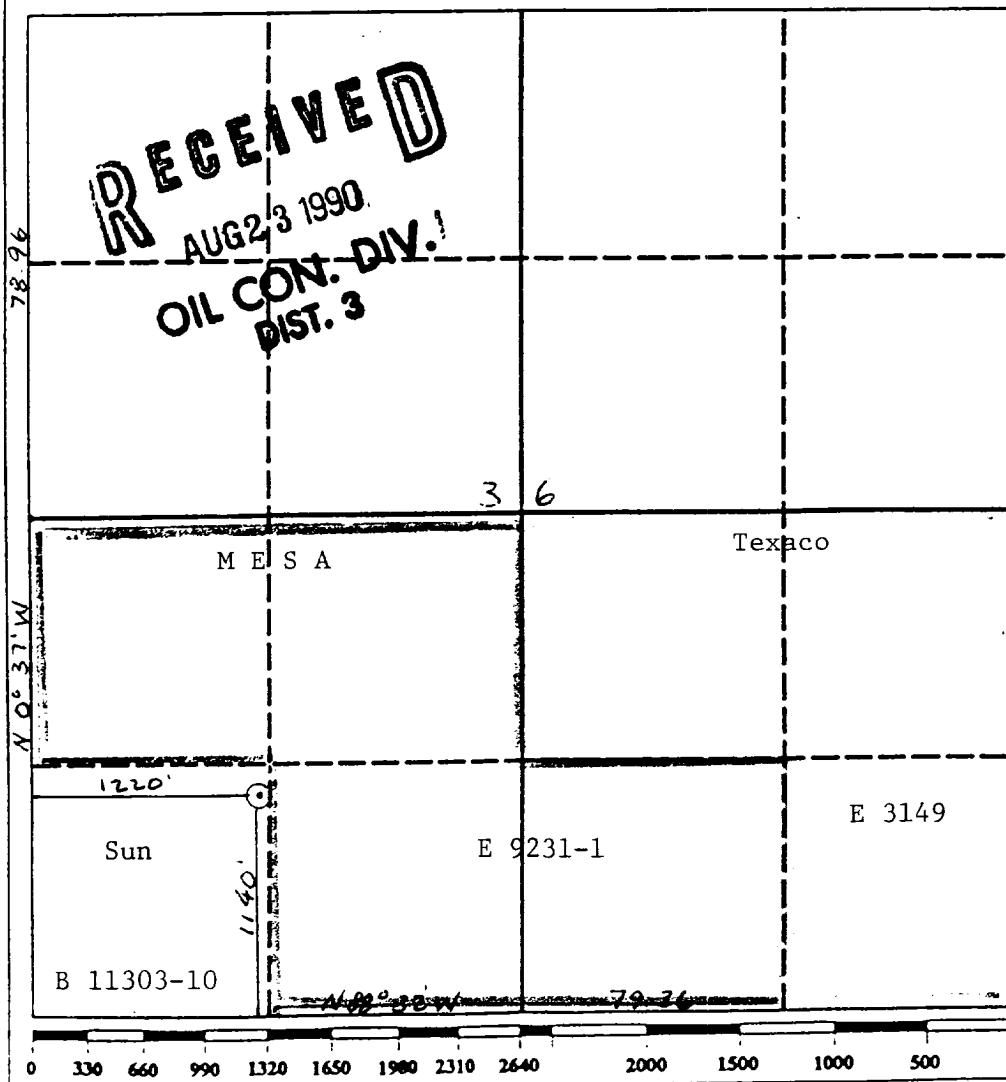 RECEIVED
AUG 23 1990
OIL CON. DIV.
DIST. 3
78.96
3 6
M E S A
Texaco
N 0° 37' W
1220'
Sun
E 9231-1
E 3149
1140'
B 11303-10
79.36
0 330 660 990 1320 1650 1980 2310 2640 2000 1500 1000 500